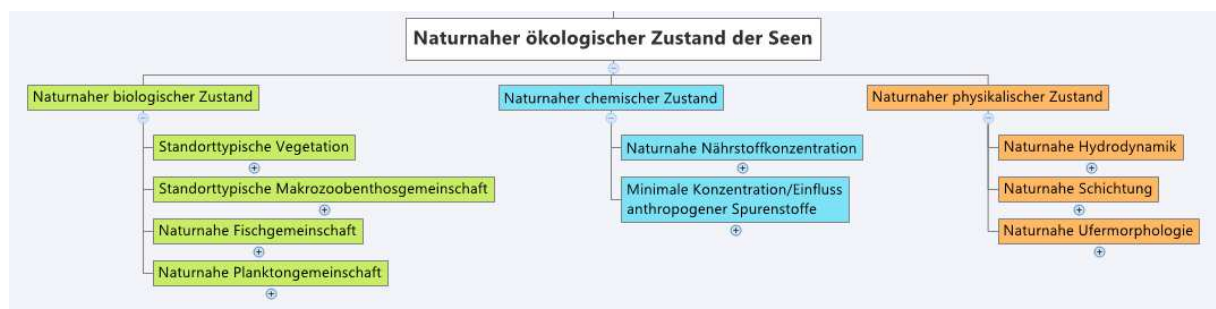 Naturnaher ökologischer Zustand der Seen
Naturnaher biologischer Zustand
Standorttypische Vegetation
Standorttypische Makrozoobenthosgemeinschaft
Naturnahe Fischgemeinschaft
Naturnahe Planktongemeinschaft
Naturnaher chemischer Zustand
Naturnahe Nährstoffkonzentration
Minimale Konzentration/Einfluss
anthropogener Spurenstoffe
Naturnaher physikalischer Zustand
Naturnahe Hydrodynamik
Naturnahe Schichtung
Naturnahe Ufermorphologie